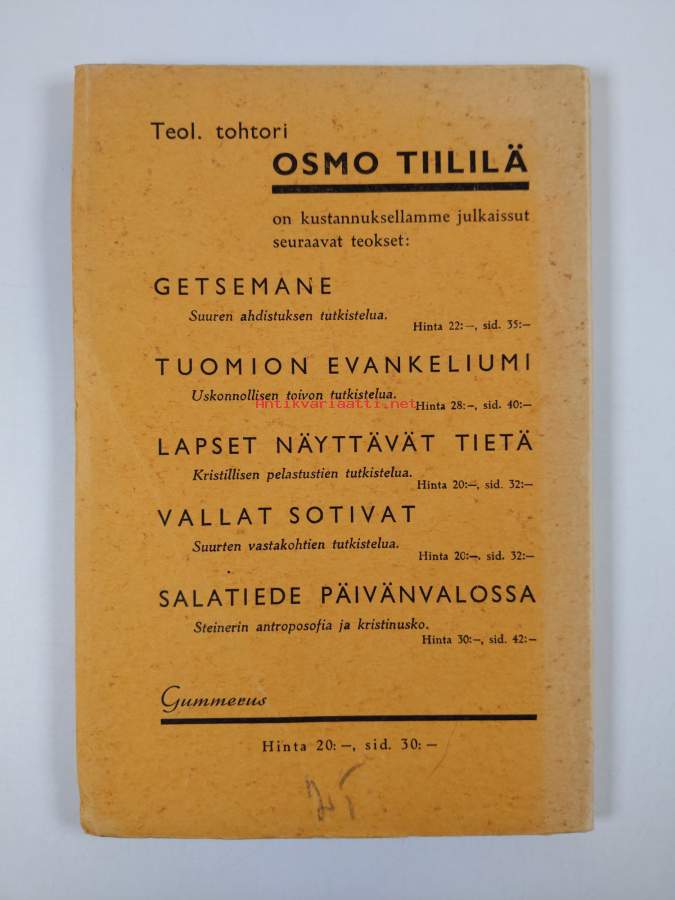 Teol. tohtori
OSMO TIILILÄ
on kustannuksellamme julkaissut
seuraavat teokset:
GETSEMANE
Suuren ahdistuksen tutkistelua.
Hinta 22:—, sid. 35:—
TUOMION EVANKELIUMI
Uskonnollisen toivon tutkistelua.
Antikvariaatti.net
Hinta 28:—, sid. 40:—
LAPSET NÄYTTÄVÄT TIETÄ
Kristillisen pelastustien tutkistelua.
Hinta 20:—, sid. 32:—
VALLAT SOTIVAT
Suurten vastakohtien tutkistelua.
Hinta 20:—, sid. 32:—
SALATIEDE PÄIVÄNVALOSSA
Steinerin antroposofia ja kristinusko.
Hinta 30:—, sid. 42:—
Gummerus
Hinta 20:—, sid. 30:—